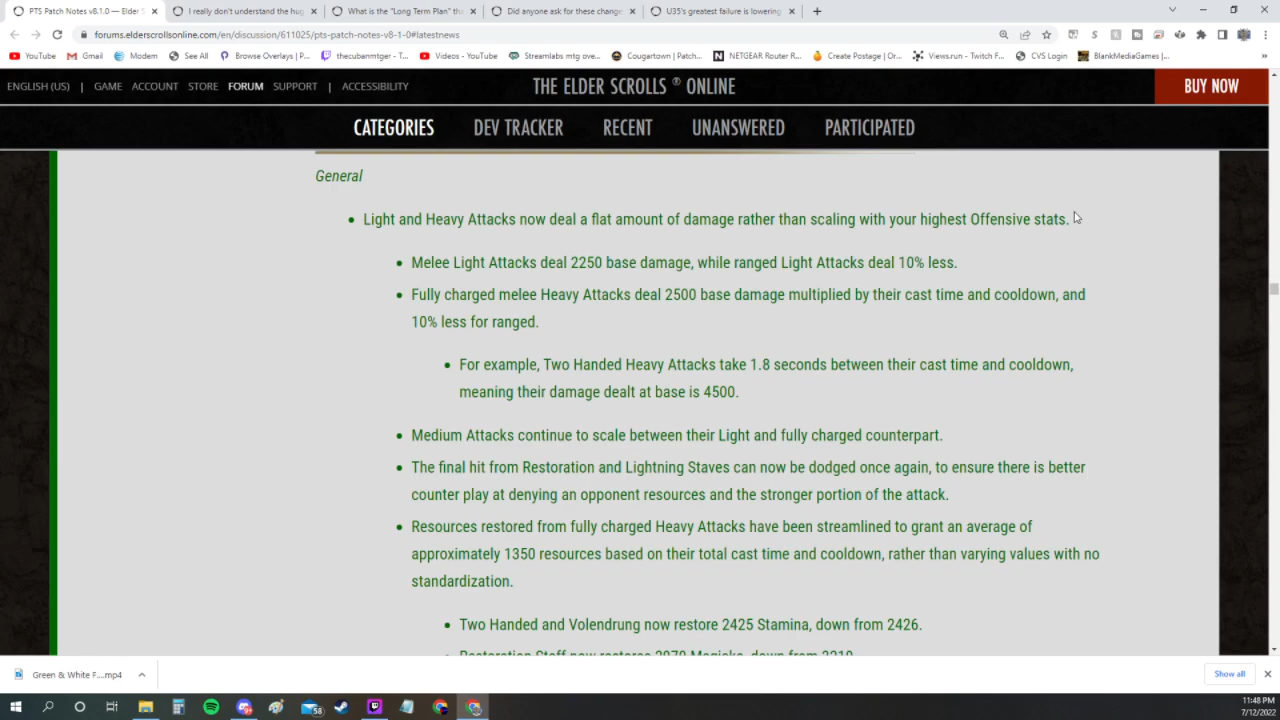 PTS Patch Notes v8.1.0 — Elder S
I really don't understand the hug
What is the "Long Term Plan" tha
Did anyone ask for these change
U35's greatest failure is lowering
forums.elderscrollsonline.com/en/discussion/611025/pts-patch-notes-v8-1-0#latestnews
YouTube
Gmail
Modem
See All
Browse Overlays | P...
thecubanmtger - T...
Videos - YouTube
Streamlabs mtg ove...
Cougartown | Patch...
NETGEAR Router R...
Create Postage | Or...
Views.run - Twitch F...
CVS Login
BlankMediaGames |...
ENGLISH (US) | GAME ACCOUNT STORE FORUM SUPPORT | ACCESSIBILITY
THE ELDER SCROLLS ® ONLINE
BUY NOW
CATEGORIES DEV TRACKER RECENT UNANSWERED PARTICIPATED
General
Light and Heavy Attacks now deal a flat amount of damage rather than scaling with your highest Offensive stats.
Melee Light Attacks deal 2250 base damage, while ranged Light Attacks deal 10% less.
Fully charged melee Heavy Attacks deal 2500 base damage multiplied by their cast time and cooldown, and
10% less for ranged.
For example, Two Handed Heavy Attacks take 1.8 seconds between their cast time and cooldown,
meaning their damage dealt at base is 4500.
Medium Attacks continue to scale between their Light and fully charged counterpart.
The final hit from Restoration and Lightning Staves can now be dodged once again, to ensure there is better
counter play at denying an opponent resources and the stronger portion of the attack.
Resources restored from fully charged Heavy Attacks have been streamlined to grant an average of
approximately 1350 resources based on their total cast time and cooldown, rather than varying values with no
standardization.
Two Handed and Volendrung now restore 2425 Stamina, down from 2426.
Restoration Staff now restores 2970 Magicka, down from 3210.
Green & White F....mp4
Show all
58
11:48 PM
7/12/2022